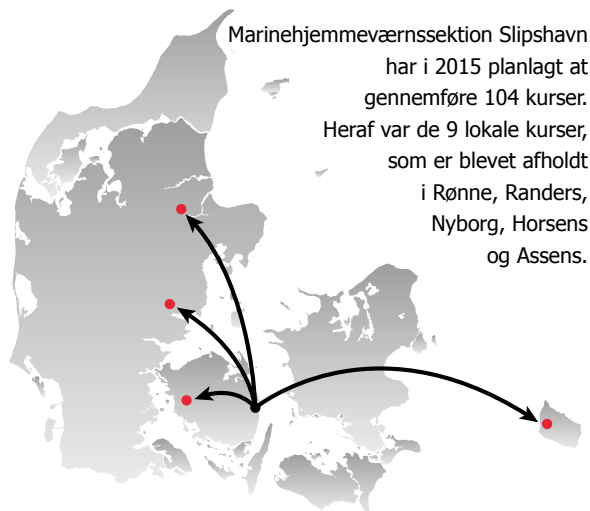 Marinehjemmeværnssektion Slipshavn
har i 2015 planlagt at
gennemføre 104 kurser.
Heraf var de 9 lokale kurser,
som er blevet afholdt
i Rønne, Randers,
Nyborg, Horsens
og Assens.